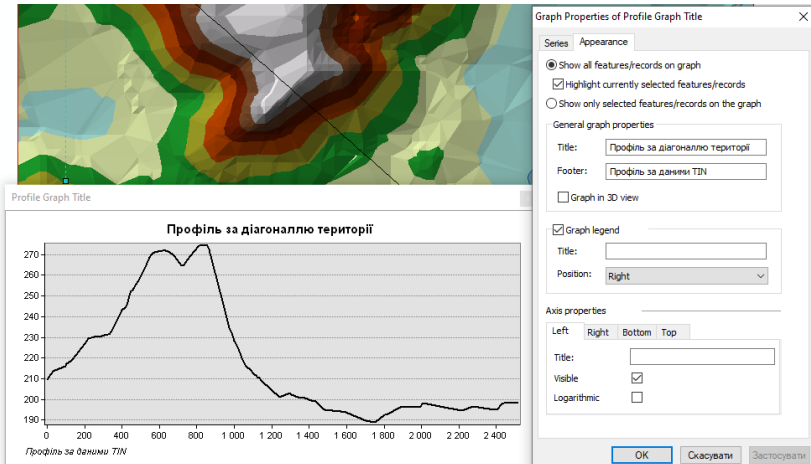 Graph Properties of Profile Graph Title
Series Appearance
Show all features/records on graph
Highlight currently selected features/records
Show only selected features/records on the graph
General graph properties
Title: Профіль за діагоналлю території
Footer: Профіль за даними TIN
Graph in 3D view
Graph legend
Title:
Position: Right
Axis properties
Left Right Bottom Top
Title:
Visible
Logarithmic
OK Скасувати Застосувати
Profile Graph Title
Профіль за діагоналлю території
270
260
250
240
230
220
210
200
190
0 200 400 600 800 1 000 1 200 1 400 1 600 1 800 2 000 2 200 2 400
Профіль за даними TIN